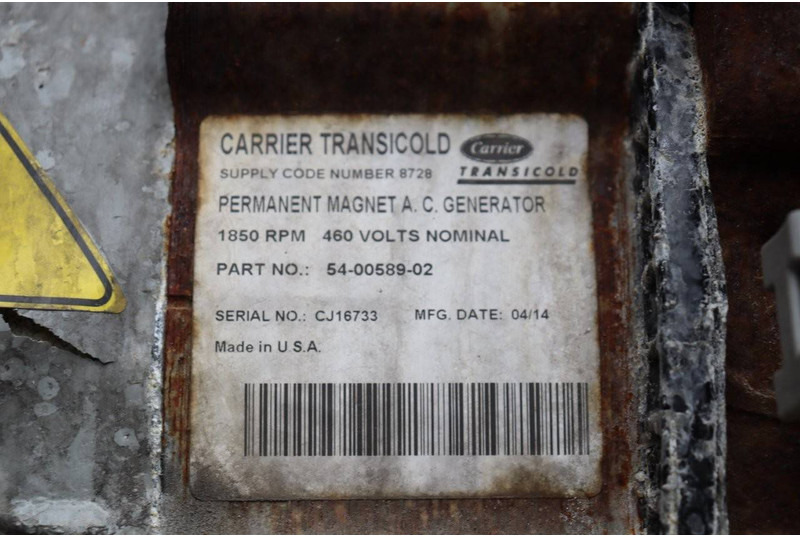 CARRIER TRANSICOLD
Carrier
TRANSICOLD
SUPPLY CODE NUMBER 8728
PERMANENT MAGNET A. C. GENERATOR
1850 RPM 460 VOLTS NOMINAL
PART NO.: 54-00589-02
SERIAL NO.: CJ16733 MFG. DATE: 04/14
Made in U.S.A.